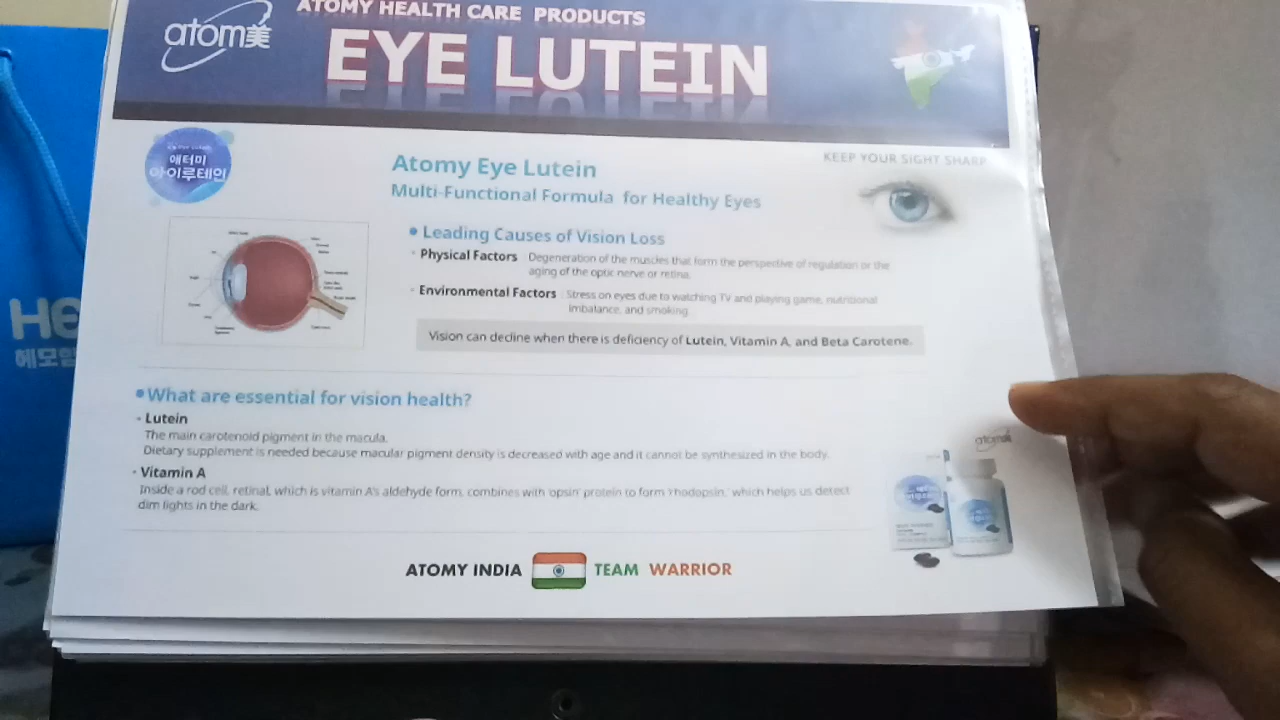 ATOMY HEALTH CARE PRODUCTS
atom美
EYE LUTEIN
애터미
아이루테인
KEEP YOUR SIGHT SHARP
Atomy Eye Lutein
Multi-Functional Formula for Healthy Eyes
• Leading Causes of Vision Loss
- Physical Factors Degeneration of the muscles that form the perspective of regulation or the
aging of the optic nerve or retina.
- Environmental Factors Stress on eyes due to watching TV and playing game, nutritional
imbalance, and smoking
Vision can decline when there is deficiency of Lutein, Vitamin A, and Beta Carotene.
He
헤모힘
• What are essential for vision health?
- Lutein
The main carotenoid pigment in the macula.
Dietary supplement is needed because macular pigment density is decreased with age and it cannot be synthesized in the body.
- Vitamin A
Inside a rod cell, retinal, which is vitamin A's aldehyde form, combines with 'opsin' protein to form 'rhodopsin,' which helps us detect
dim lights in the dark.
atom美
ATOMY INDIA TEAM WARRIOR